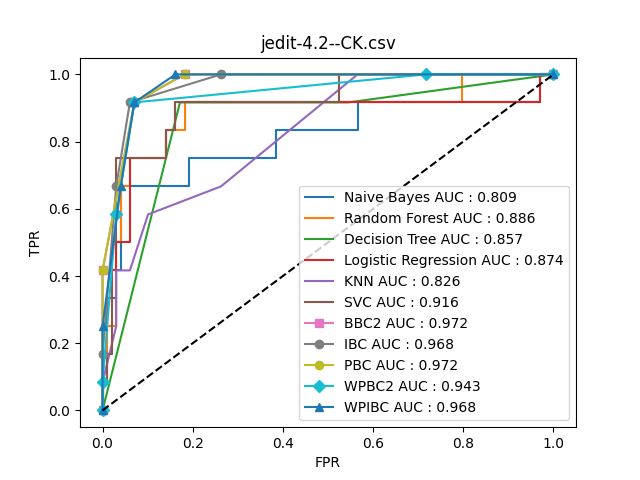 jedit-4.2--CK.csv
1.0
0.8
0.6
0.4
0.2
0.0
TPR
Naive Bayes AUC : 0.809
Random Forest AUC : 0.886
Decision Tree AUC : 0.857
Logistic Regression AUC : 0.874
KNN AUC : 0.826
SVC AUC : 0.916
BBC2 AUC : 0.972
IBC AUC : 0.968
PBC AUC : 0.972
WPBC2 AUC : 0.943
WPIBC AUC : 0.968
0.0 0.2 0.4 0.6 0.8 1.0
FPR